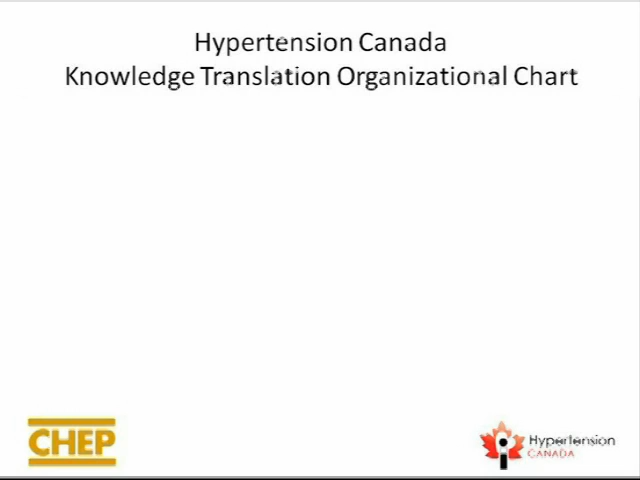 Hypertension Canada
Knowledge Translation Organizational Chart
CHEP
Hypertension
CANADA